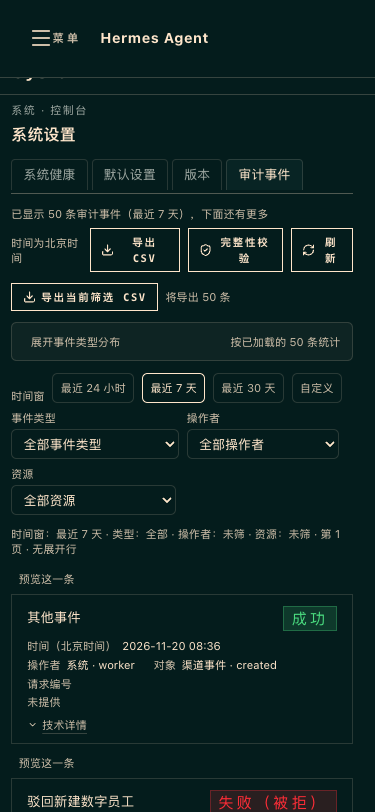 菜单 Hermes Agent
系统 · 控制台
系统设置
系统健康 默认设置 版本 审计事件
已显示 50 条审计事件（最近 7 天），下面还有更多
时间为北京时间
导出 CSV
完整性校验
刷新
导出当前筛选 CSV 将导出 50 条
展开事件类型分布 按已加载的 50 条统计
时间窗 最近 24 小时 最近 7 天 最近 30 天 自定义
事件类型 操作者
全部事件类型 全部操作者
资源
全部资源
时间窗：最近 7 天 · 类型：全部 · 操作者：未筛 · 资源：未筛 · 第 1
页 · 无展开行
预览这一条
其他事件 成功
时间（北京时间） 2026-11-20 08:36
操作者 系统 · worker 对象 渠道事件 · created
请求编号
未提供
技术详情
预览这一条
驳回新建数字员工 失败（被拒）